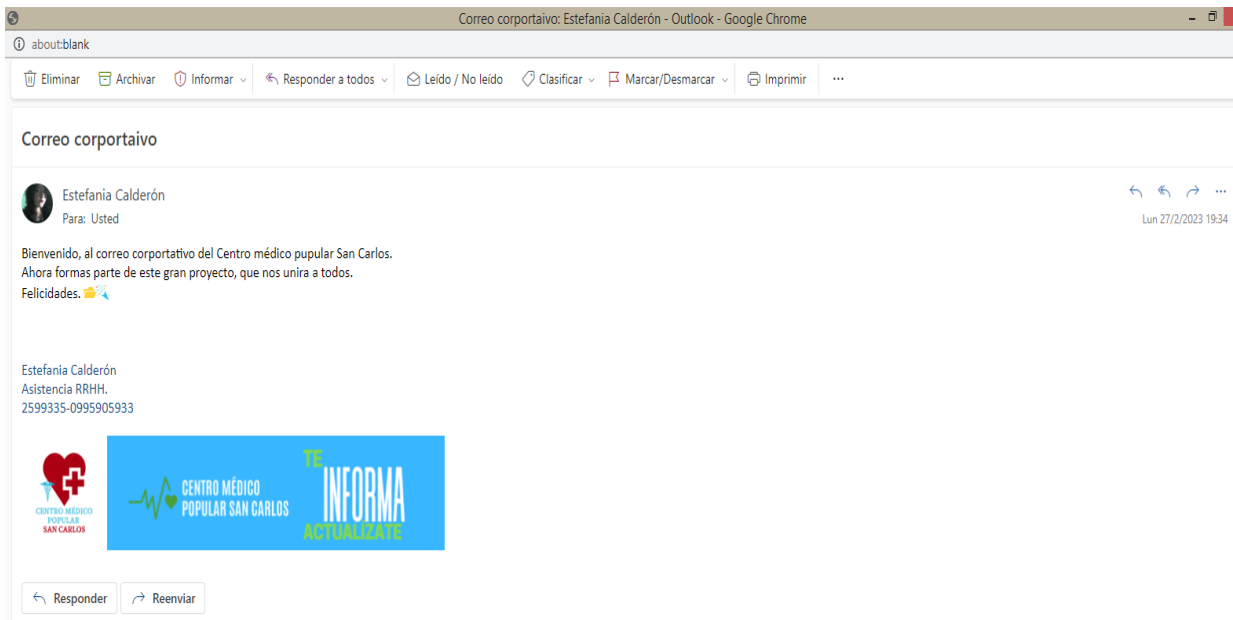 Correo corportaivo: Estefania Calderón - Outlook - Google Chrome
about:blank
Eliminar Archivar Informar Responder a todos Leído / No leído Clasificar Marcar/Desmarcar Imprimir ...
Correo corportaivo
Estefania Calderón
Para: Usted
Lun 27/2/2023 19:34
Bienvenido, al correo corportativo del Centro médico pupular San Carlos.
Ahora formas parte de este gran proyecto, que nos unira a todos.
Felicidades.
Estefania Calderón
Asistencia RRHH.
2599335-0995905933
CENTRO MÉDICO
POPULAR
SAN CARLOS
CENTRO MÉDICO
POPULAR SAN CARLOS
TE
INFORMA
ACTUALÍZATE
Responder Reenviar